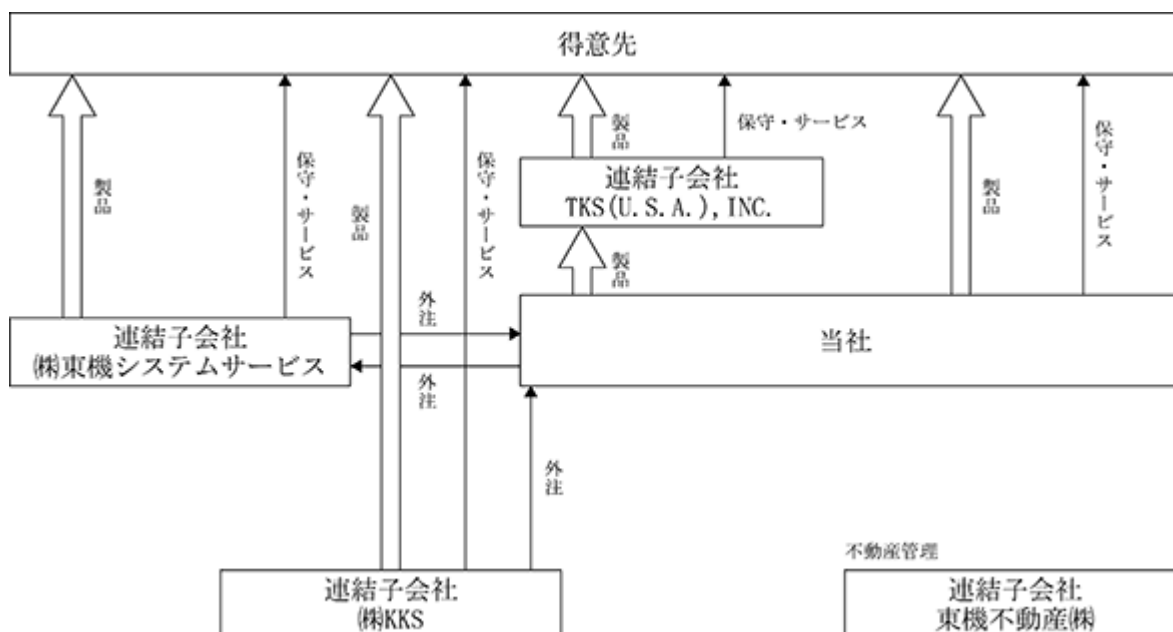 得意先
製品
保守・サービス
製品
保守・サービス
製品
保守・サービス
製品
保守・サービス
連結子会社
TKS(U.S.A.), INC.
製品
外注
連結子会社
㈱東機システムサービス
当社
外注
外注
不動産管理
連結子会社
㈱KKS
連結子会社
東機不動産㈱